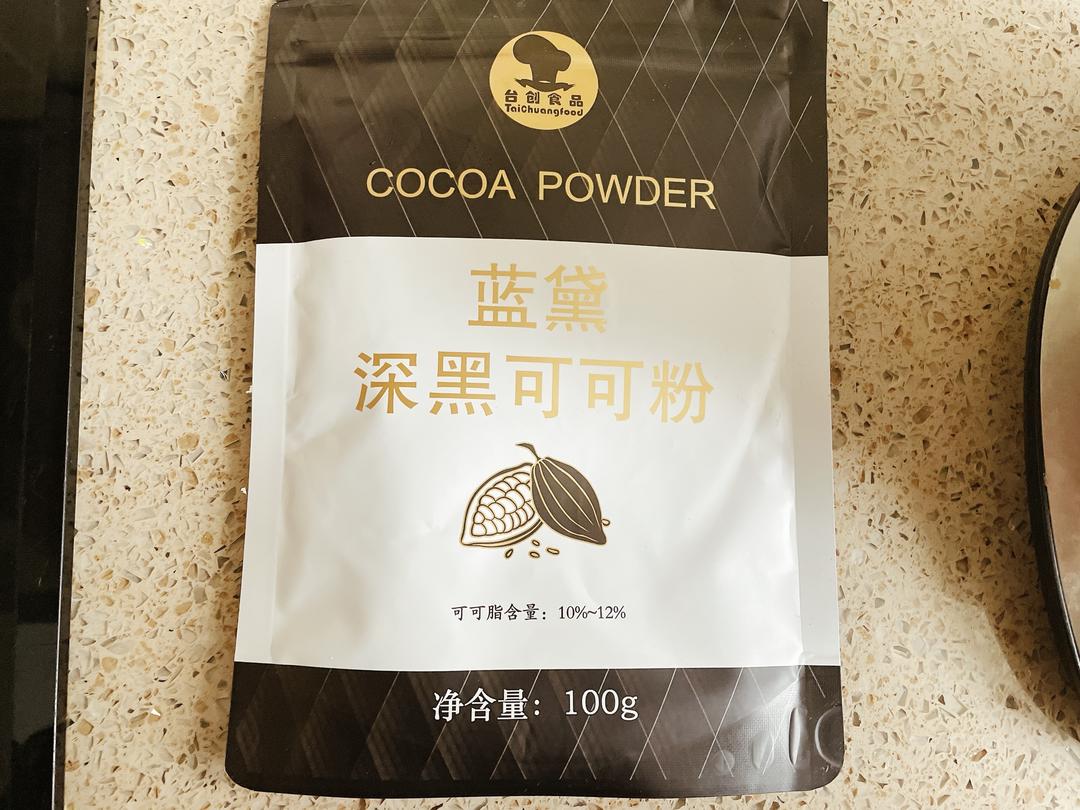 台创食品
TaiChuangfood
COCOA POWDER
蓝黛
深黑可可粉
可可脂含量：10%~12%
净含量：100g